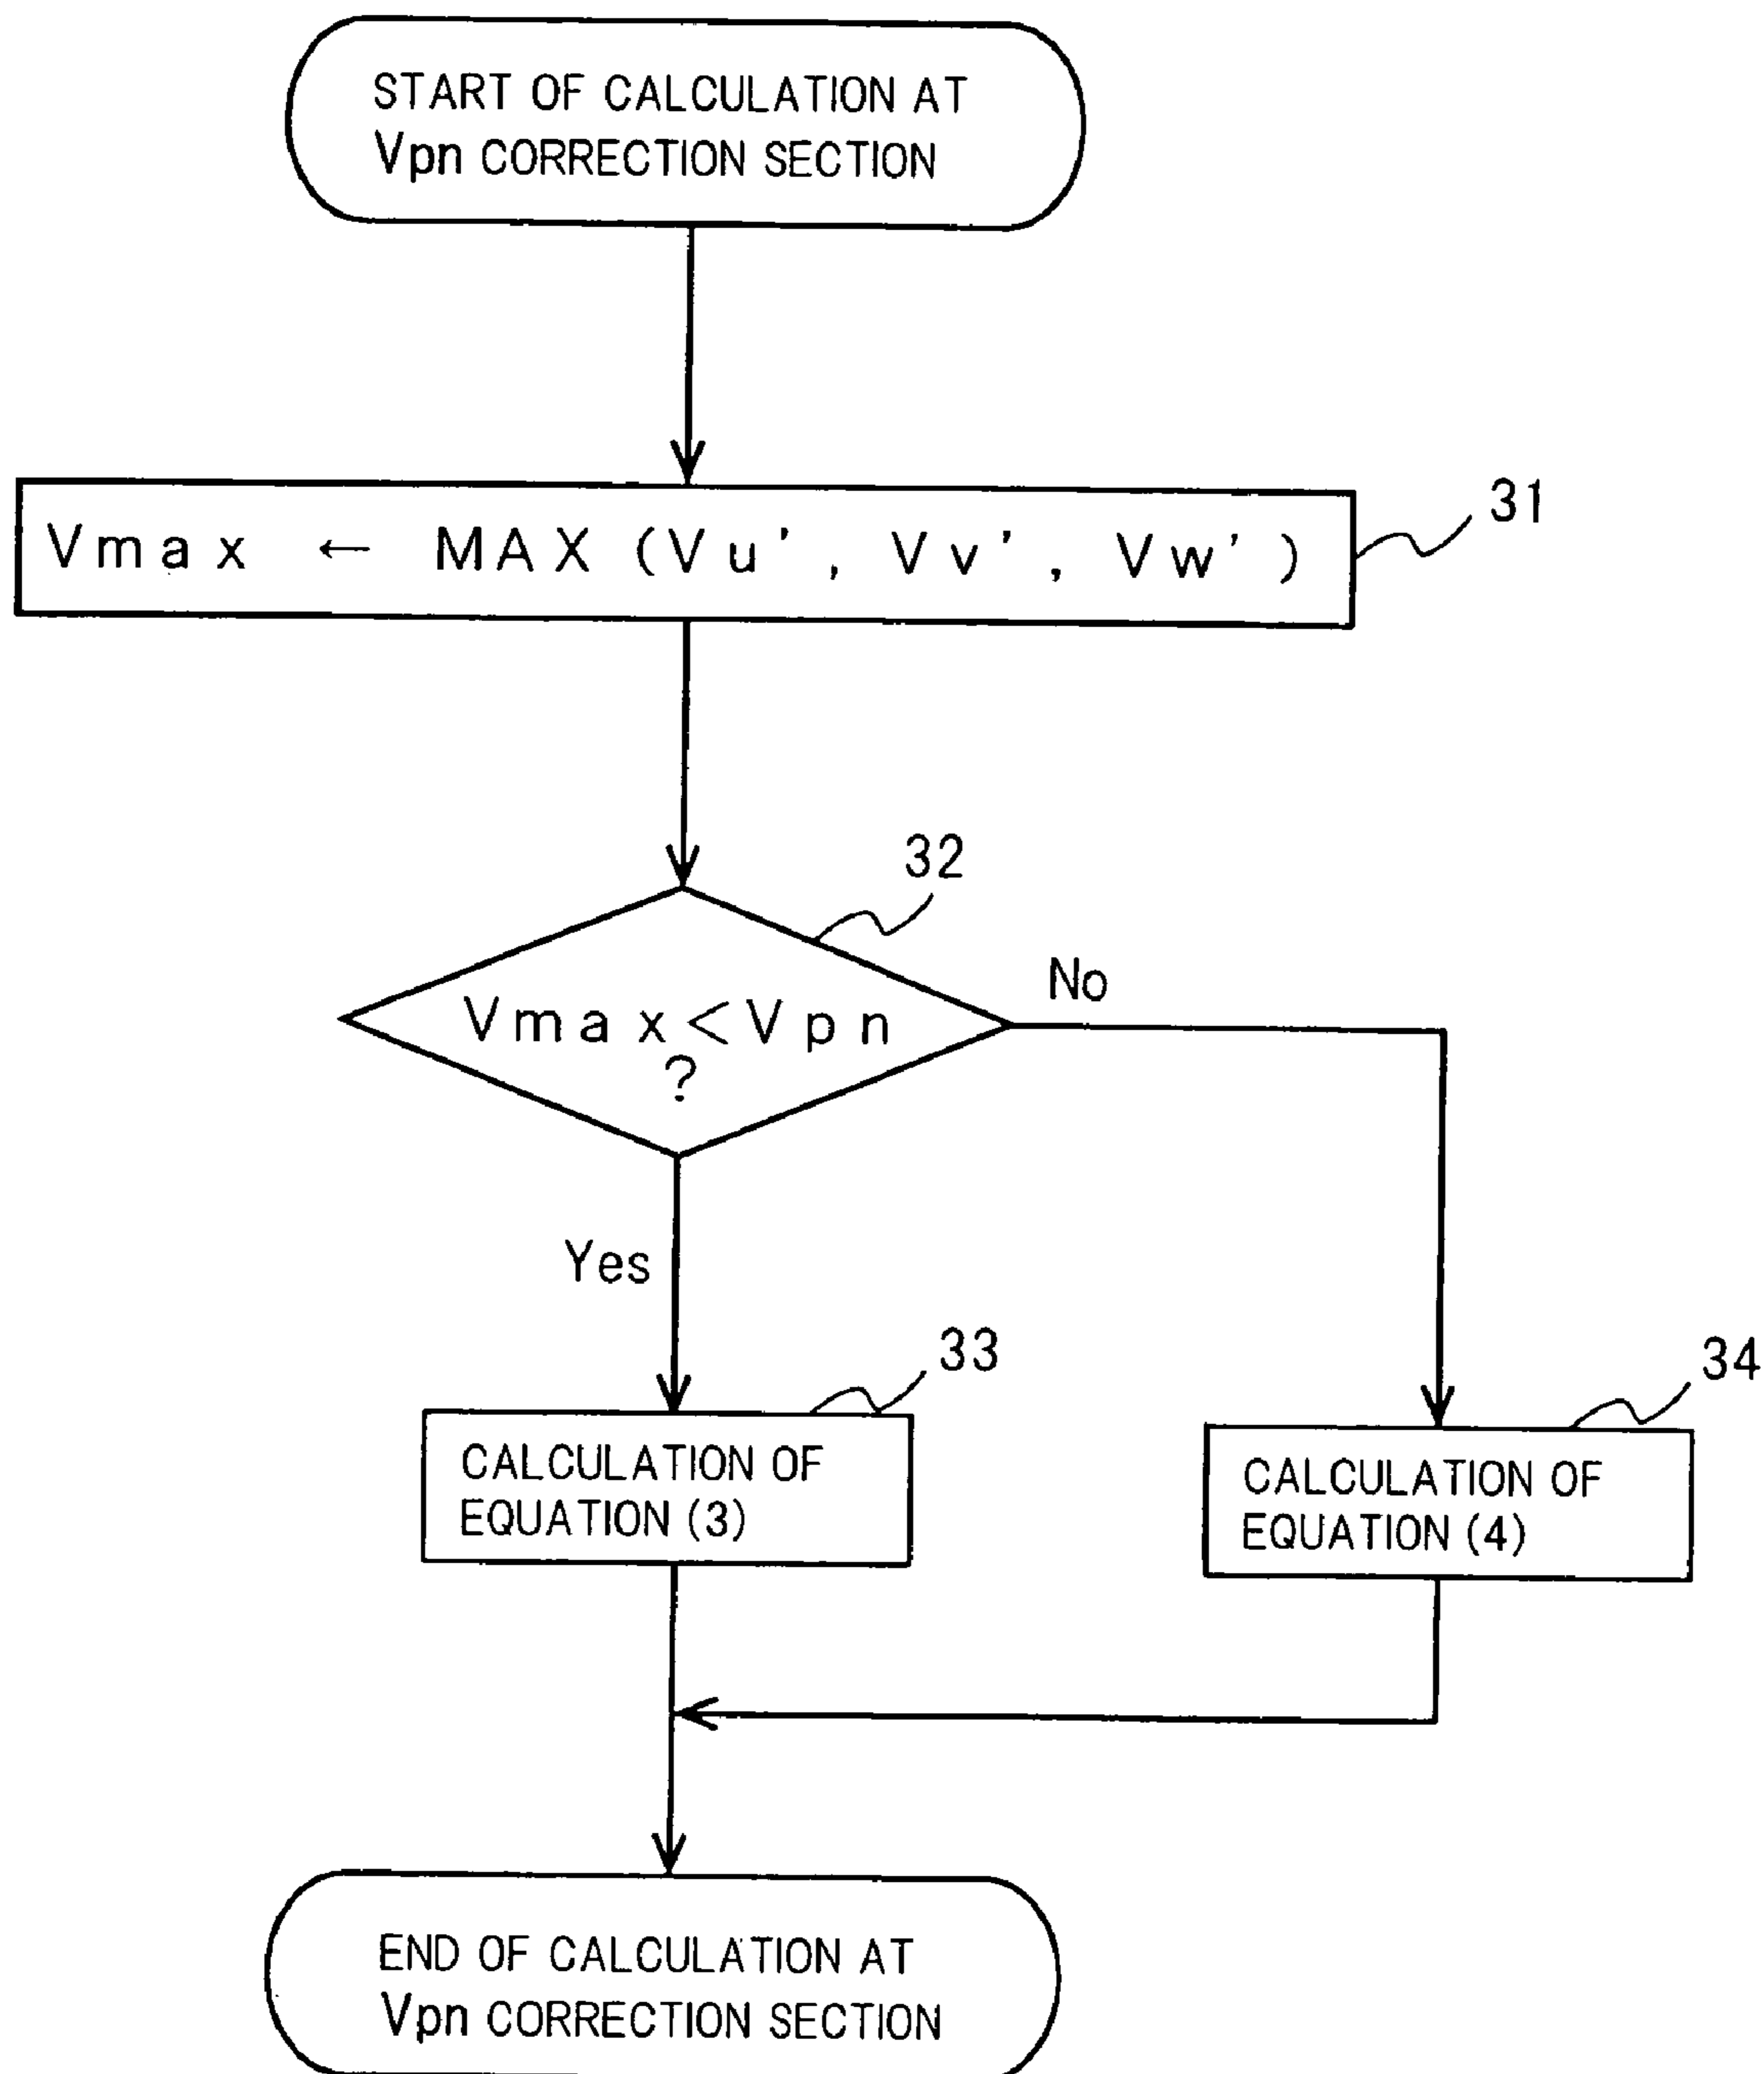 START OF CALCULATION AT
Vpn CORRECTION SECTION
Vmax ← MAX (Vu', Vv', Vw')
31
32
No
Vmax<Vpn
?
Yes
33
34
CALCULATION OF
EQUATION (3)
CALCULATION OF
EQUATION (4)
END OF CALCULATION AT
Vpn CORRECTION SECTION